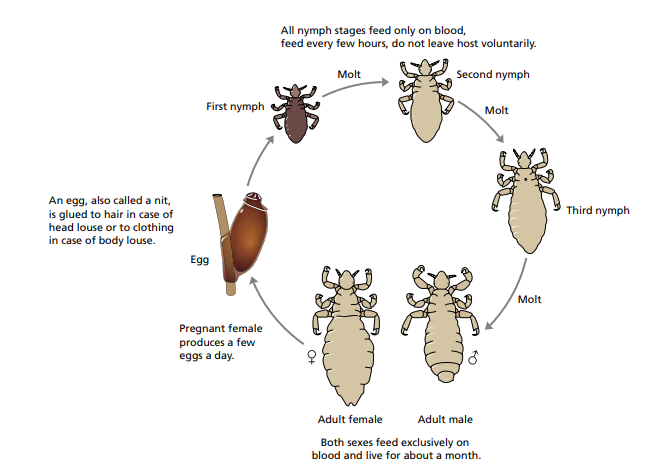 All nymph stages feed only on blood,
feed every few hours, do not leave host voluntarily.
Molt
Second nymph
First nymph
Molt
An egg, also called a nit,
is glued to hair in case of
head louse or to clothing
in case of body louse.
Third nymph
Egg
Molt
Pregnant female
produces a few
eggs a day.
♀
♂
Adult female
Adult male
Both sexes feed exclusively on
blood and live for about a month.